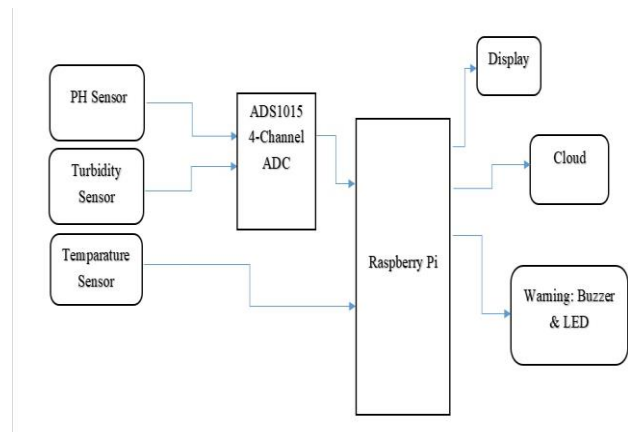 PH Sensor
Turbidity
Sensor
Temparature
Sensor
ADS1015
4-Channel
ADC
Raspberry Pi
Display
Cloud
Warning: Buzzer
& LED